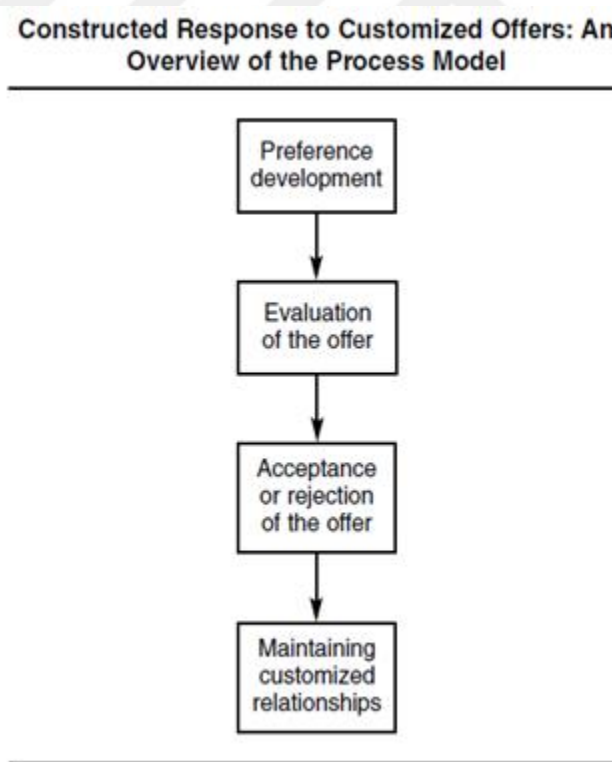 Constructed Response to Customized Offers: An
Overview of the Process Model
Preference
development
Evaluation
of the offer
Acceptance
or rejection
of the offer
Maintaining
customized
relationships